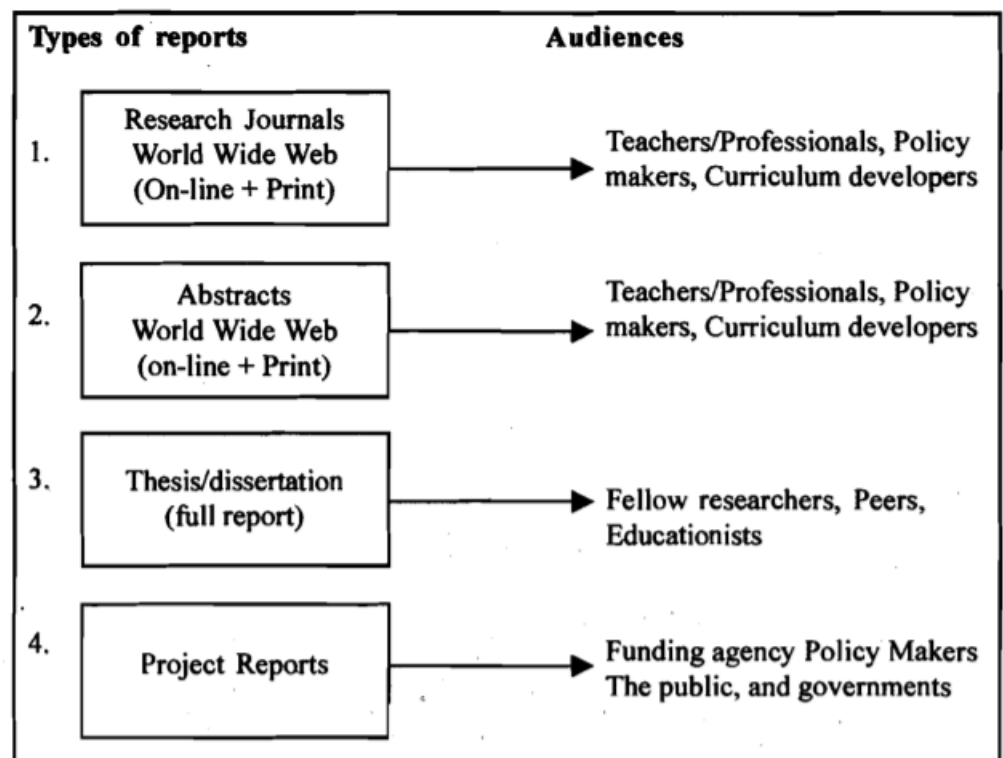 Types of reports Audiences
1.
Research Journals
World Wide Web
(On-line + Print)
Teachers/Professionals, Policy
makers, Curriculum developers
2.
Abstracts
World Wide Web
(on-line + Print)
Teachers/Professionals, Policy
makers, Curriculum developers
3.
Thesis/dissertation
(full report)
Fellow researchers, Peers,
Educationists
4.
Project Reports
Funding agency Policy Makers
The public, and governments